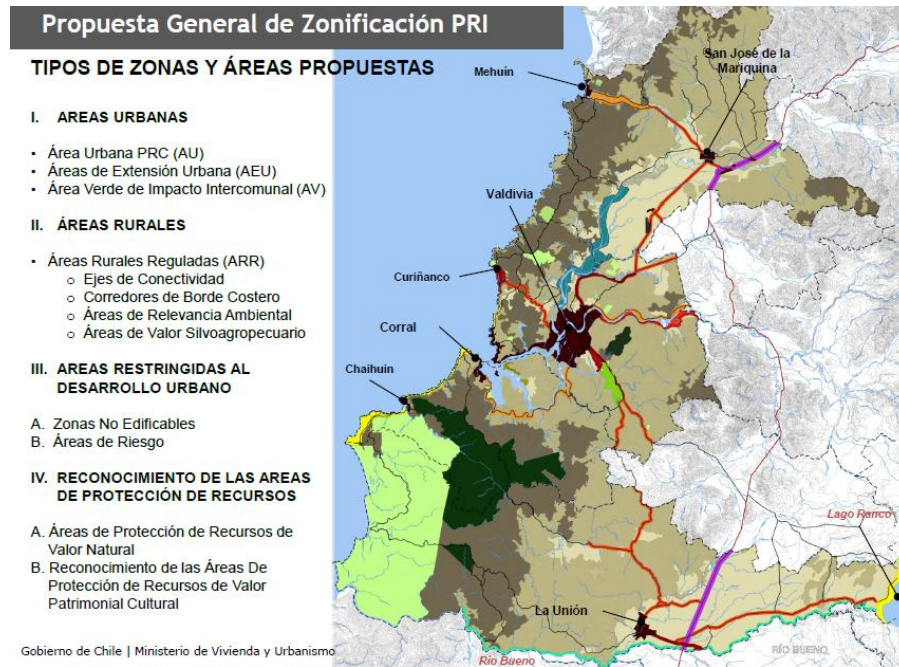 Propuesta General de Zonificación PRI
TIPOS DE ZONAS Y ÁREAS PROPUESTAS
I. AREAS URBANAS
• Área Urbana PRC (AU)
• Áreas de Extensión Urbana (AEU)
• Área Verde de Impacto Intercomunal (AV)
II. ÁREAS RURALES
• Áreas Rurales Reguladas (ARR)
o Ejes de Conectividad
o Corredores de Borde Costero
o Áreas de Relevancia Ambiental
o Áreas de Valor Silvoagropecuario
III. AREAS RESTRINGIDAS AL
DESARROLLO URBANO
A. Zonas No Edificables
B. Áreas de Riesgo
IV. RECONOCIMIENTO DE LAS AREAS
DE PROTECCIÓN DE RECURSOS
A. Áreas de Protección de Recursos de
Valor Natural
B. Reconocimiento de las Áreas De
Protección de Recursos de Valor
Patrimonial Cultural
Gobierno de Chile | Ministerio de Vivienda y Urbanismo
San José de la
Mariquina
Mehuín
Valdivia
Curiñanco
Corral
Chaihuín
Lago Ranco
La Unión
Río Bueno
RÍO BUENO